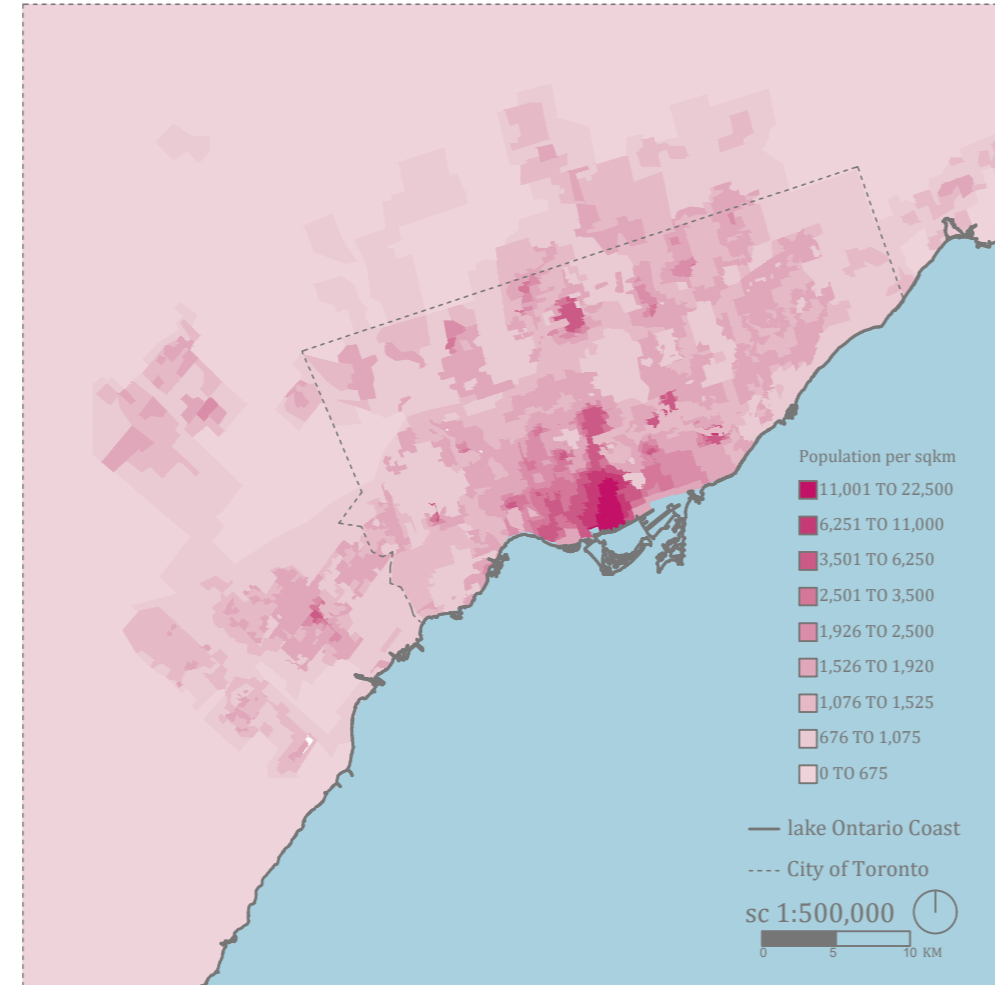 Population per sqkm
11,001 TO 22,500
6,251 TO 11,000
3,501 TO 6,250
2,501 TO 3,500
1,926 TO 2,500
1,526 TO 1,920
1,076 TO 1,525
676 TO 1,075
0 TO 675
lake Ontario Coast
City of Toronto
sc 1:500,000
0 5 10 KM